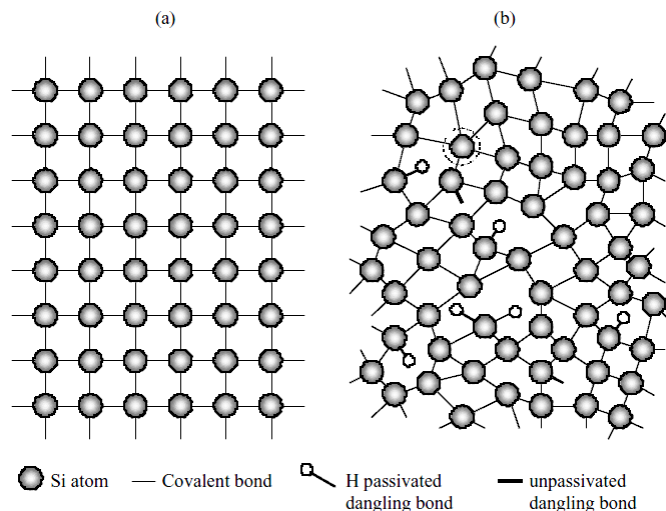 (a)
(b)
Si atom
Covalent bond
H passivated
dangling bond
unpassivated
dangling bond